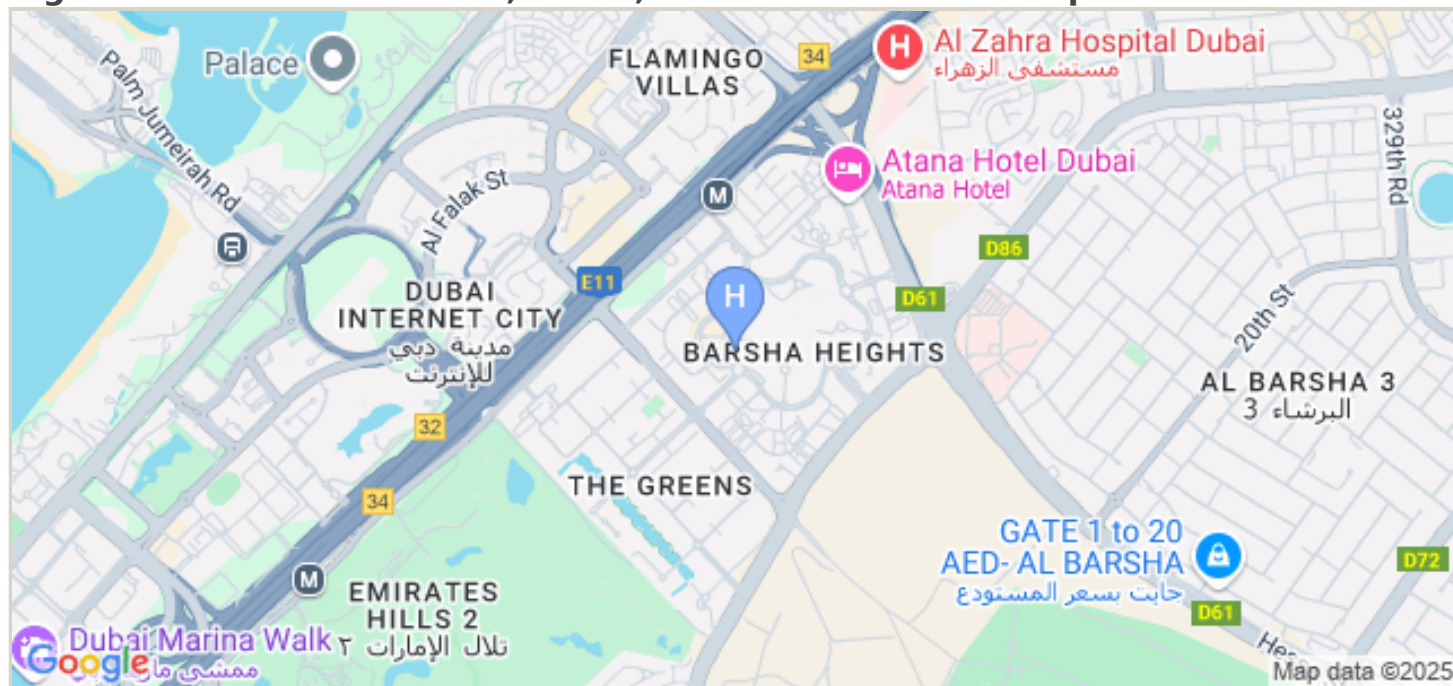 Palace
FLAMINGO
VILLAS
34
H
Al Zahra Hospital Dubai
مستشفى الزهراء
Palm Jumeirah Rd
329th Rd
Atana Hotel Dubai
Atana Hotel
M
Al Falak St
D86
E11
H
D61
DUBAI
INTERNET CITY
مدينة دبي
للإنترنت
20th St
BARSHA HEIGHTS
AL BARSHA 3
البرشاء 3
32
THE GREENS
34
GATE 1 to 20
AED- AL BARSHA
جايت بسعر المستودع
D72
M
EMIRATES
HILLS 2
تلال الإمارات ٢
D61
Dubai Marina Walk
ممشى
Google
Map data ©2025